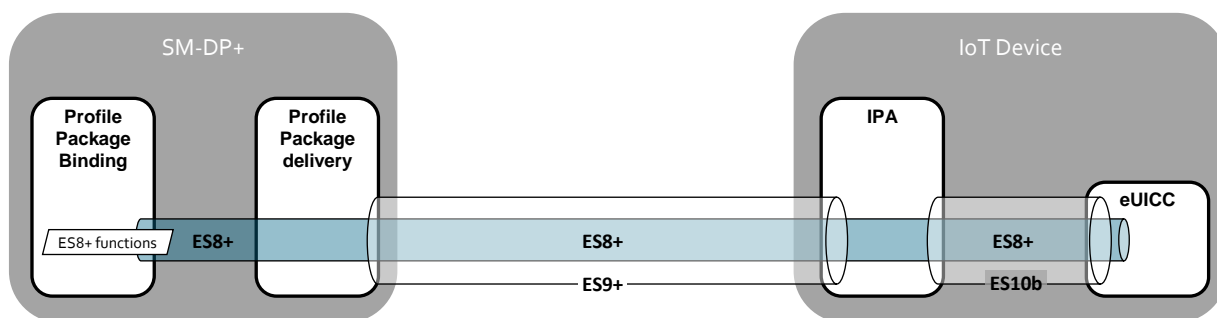 SM-DP+
IoT Device
Profile
Package
Binding
Profile
Package
delivery
IPA
eUICC
ES8+ functions
ES8+
ES8+
ES8+
ES9+
ES10b